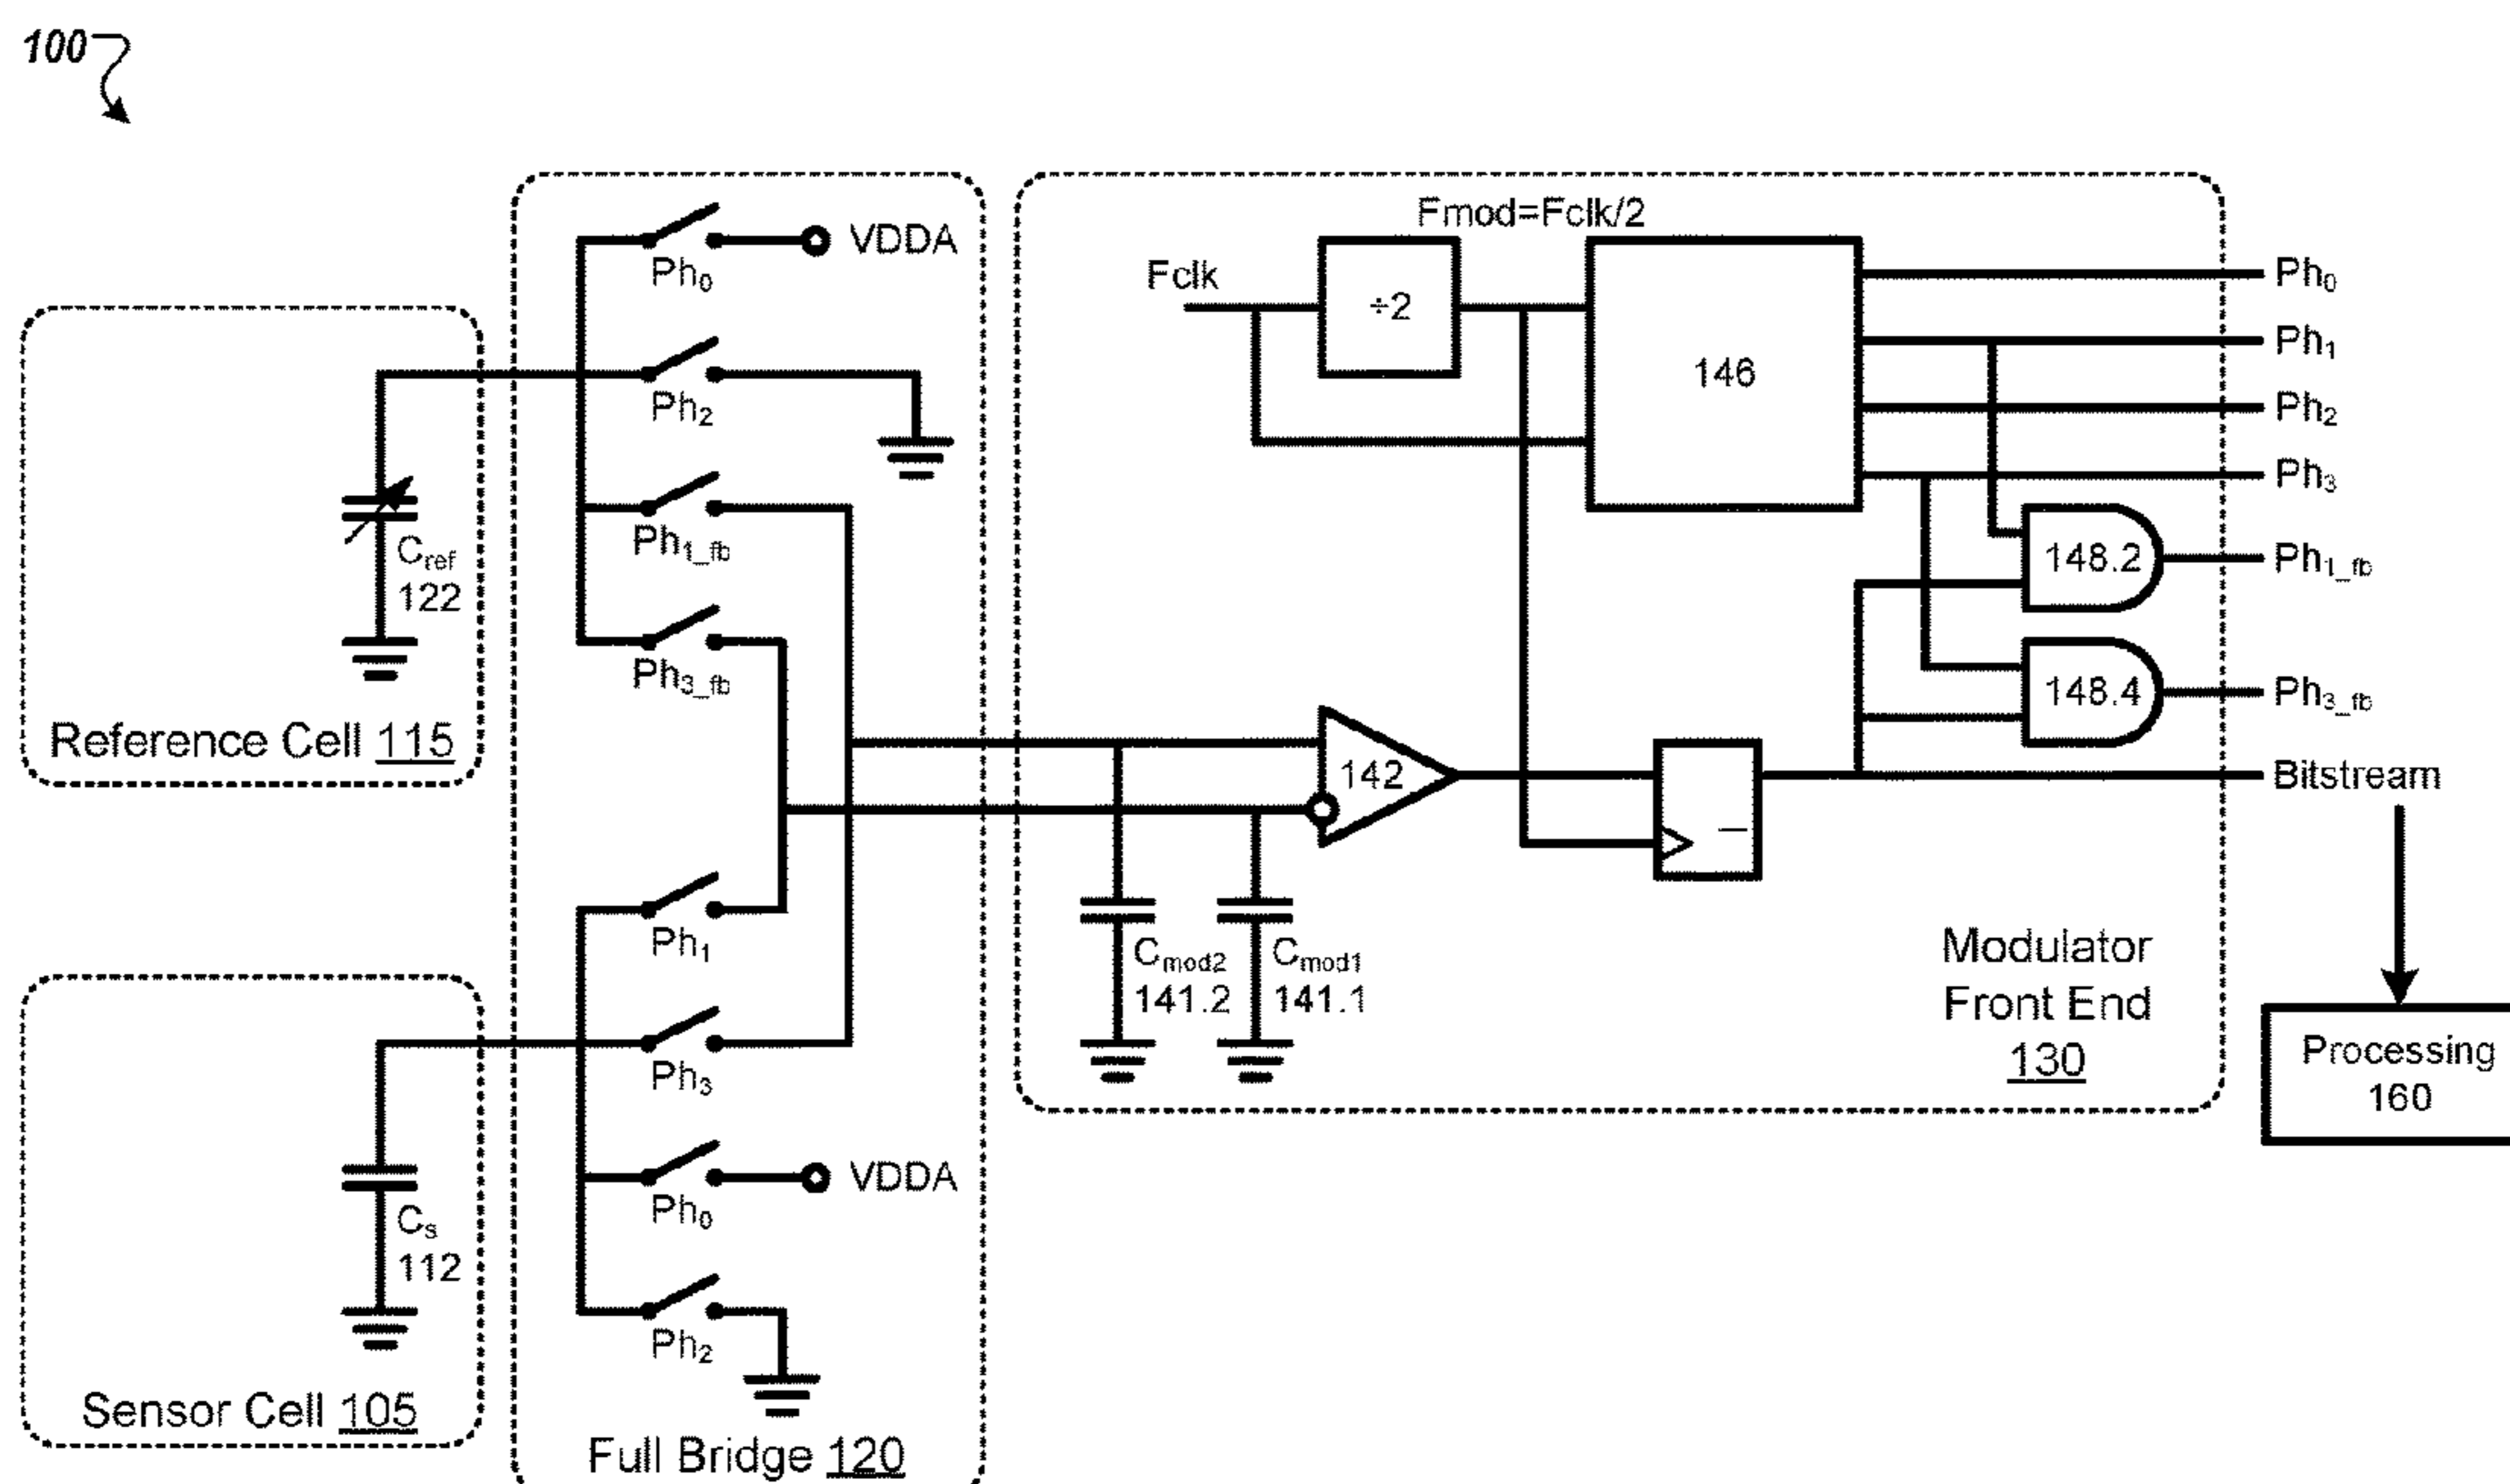 100
VDDA
Ph0
Ph2
Ph1_fb
Ph3_fb
Cref
122
Reference Cell 115
Ph1
Ph3
VDDA
Ph0
Ph2
Cs
112
Sensor Cell 105
Full Bridge 120
Fmod=Fclk/2
Fclk
÷2
146
148.2
148.4
142
Cmod2
141.2
Cmod1
141.1
Modulator
Front End
130
Ph0
Ph1
Ph2
Ph3
Ph1_fb
Ph3_fb
Bitstream
Processing
160